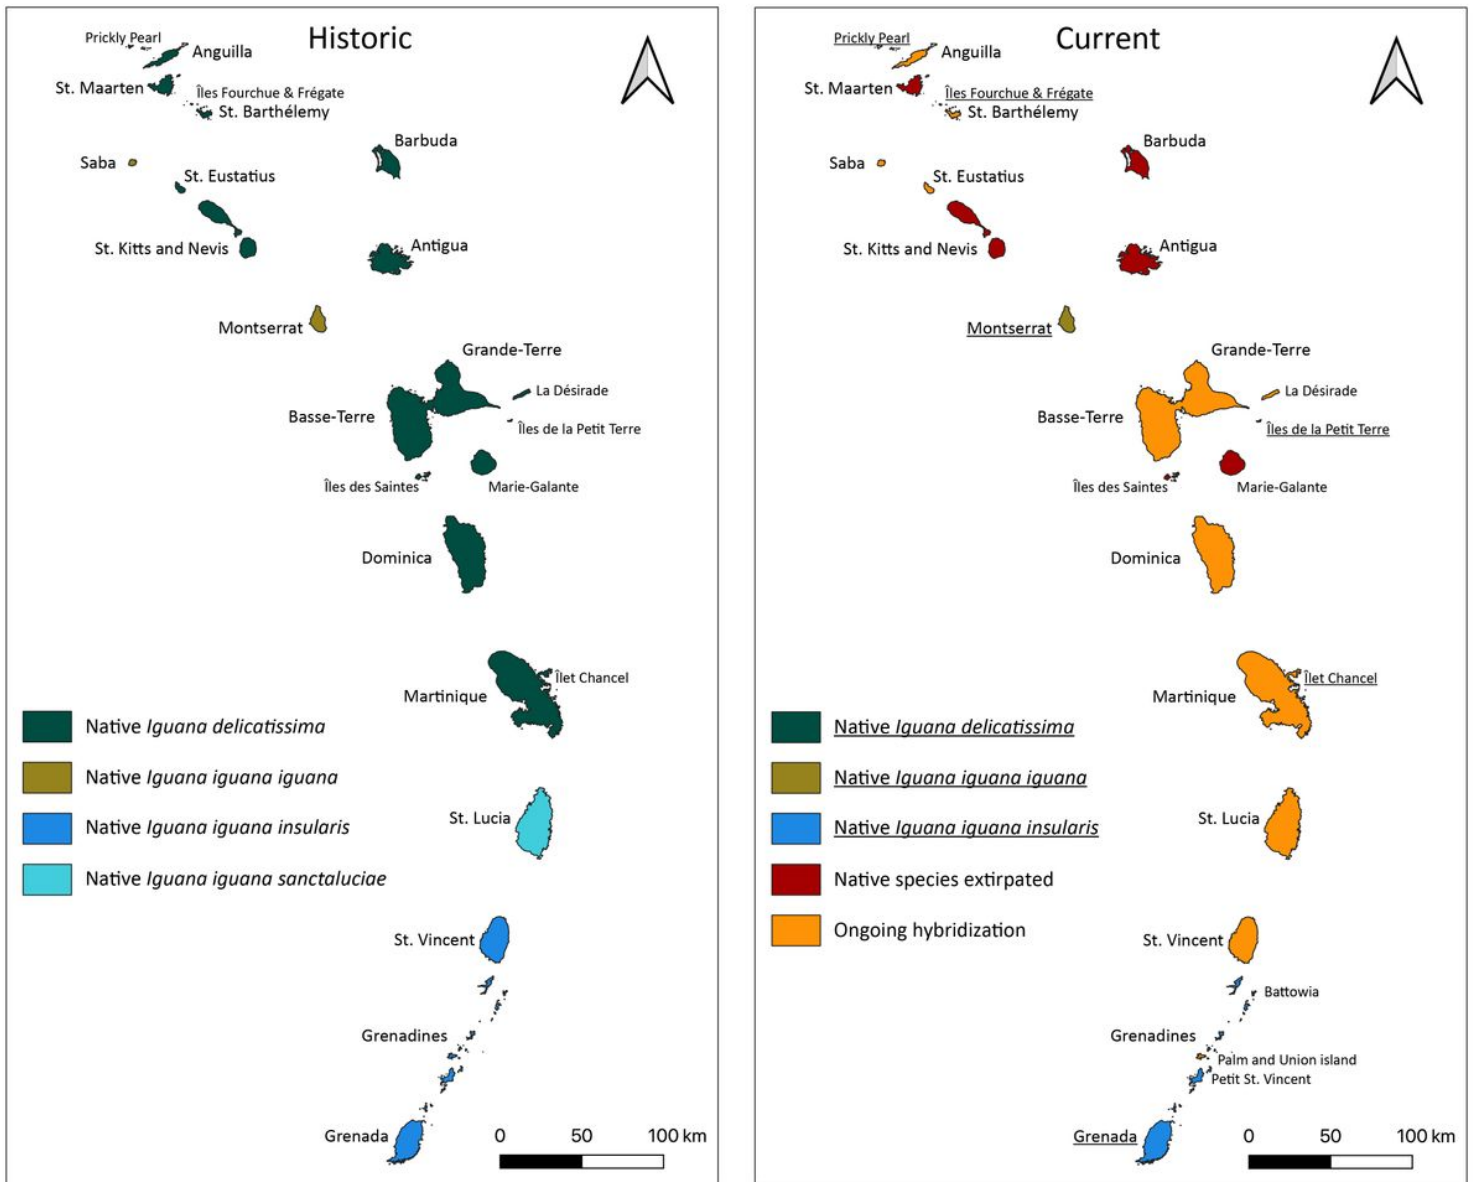 Historic
Prickly Pearl
Anguilla
St. Maarten
Îles Fourchue & Frégate
St. Barthélemy
Barbuda
Saba
St. Eustatius
St. Kitts and Nevis
Antigua
Montserrat
Grande-Terre
La Désirade
Basse-Terre
Îles de la Petit Terre
Îles des Saintes
Marie-Galante
Dominica
Îlet Chancel
Martinique
Native Iguana delicatissima
Native Iguana iguana iguana
Native Iguana iguana insularis
Native Iguana iguana sanctaluciae
St. Lucia
St. Vincent
Grenadines
Grenada
0 50 100 km
Current
Prickly Pearl
Anguilla
St. Maarten
Îles Fourchue & Frégate
St. Barthélemy
Barbuda
Saba
St. Eustatius
St. Kitts and Nevis
Antigua
Montserrat
Grande-Terre
La Désirade
Basse-Terre
Îles de la Petit Terre
Îles des Saintes
Marie-Galante
Dominica
Îlet Chancel
Martinique
Native Iguana delicatissima
Native Iguana iguana iguana
Native Iguana iguana insularis
Native species extirpated
Ongoing hybridization
St. Lucia
St. Vincent
Battowia
Grenadines
Palm and Union island
Petit St. Vincent
Grenada
0 50 100 km